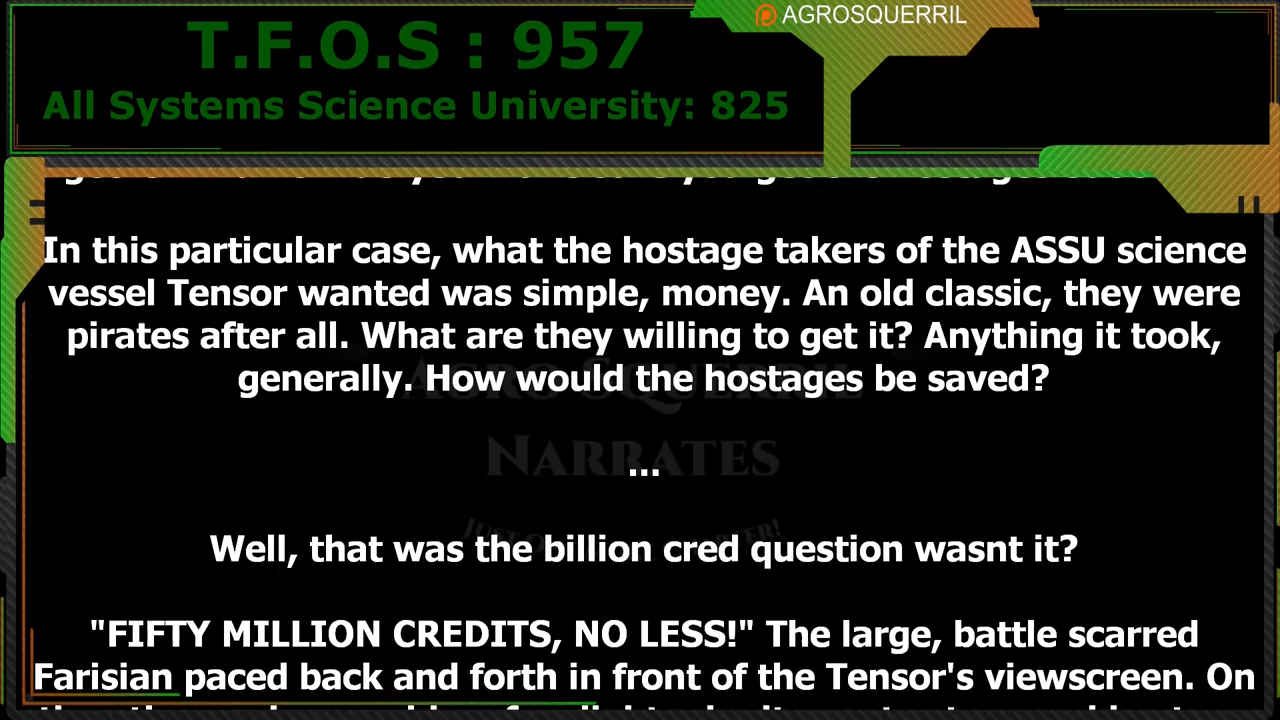 AGROSQUERRIL
T.F.O.S : 957
All Systems Science University: 825
In this particular case, what the hostage takers of the ASSU science
vessel Tensor wanted was simple, money. An old classic, they were
pirates after all. What are they willing to get it? Anything it took,
generally. How would the hostages be saved?
AGRO SQUERRIL
NARRATES
...
Well, that was the billion cred question wasnt it?
"FIFTY MILLION CREDITS, NO LESS!" The large, battle scarred
Farisian paced back and forth in front of the Tensor's viewscreen. On